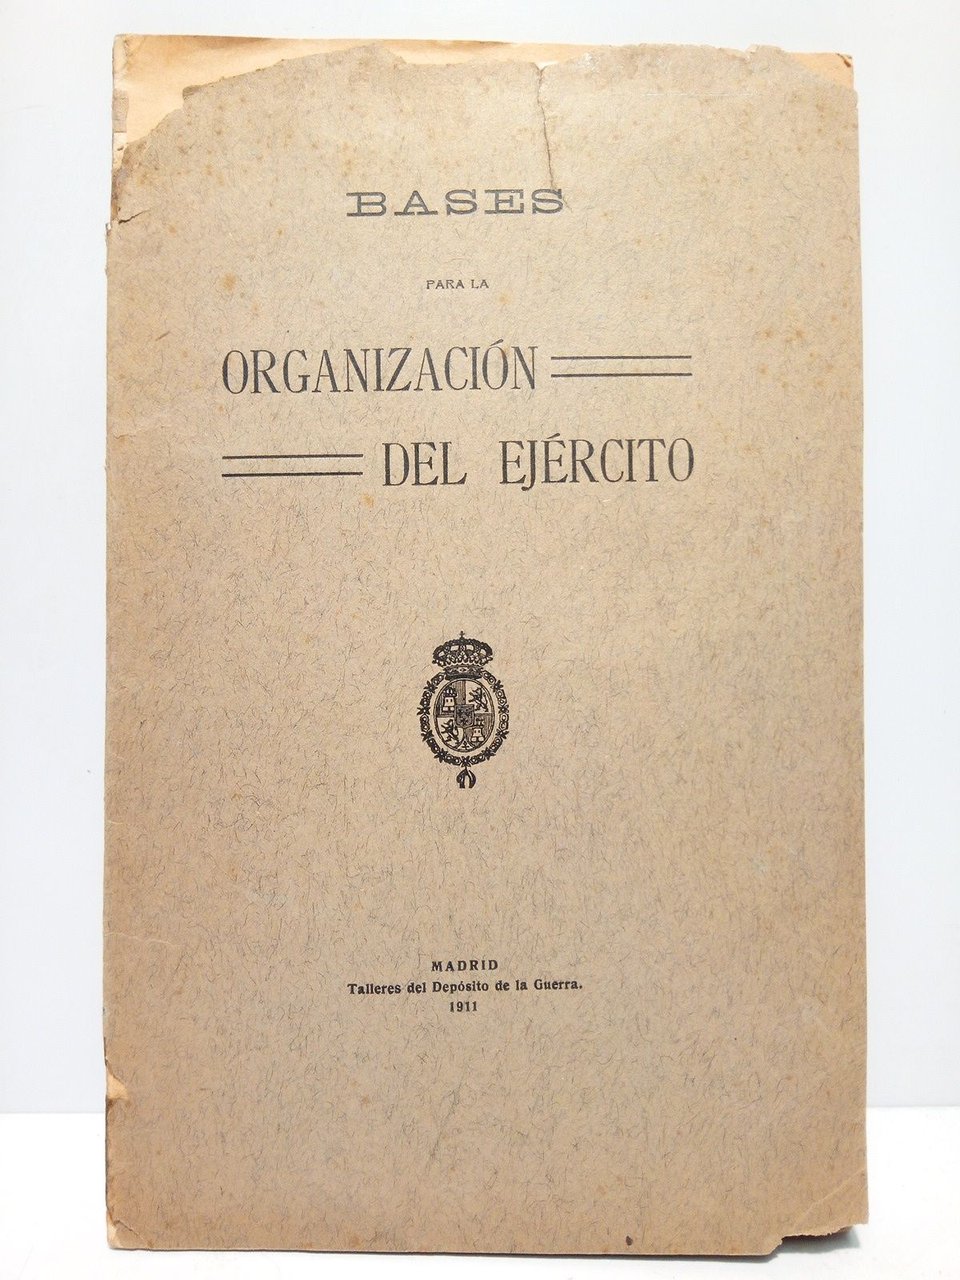 BASES
PARA LA
ORGANIZACIÓN
DEL EJÉRCITO
MADRID
Talleres del Depósito de la Guerra.
1911